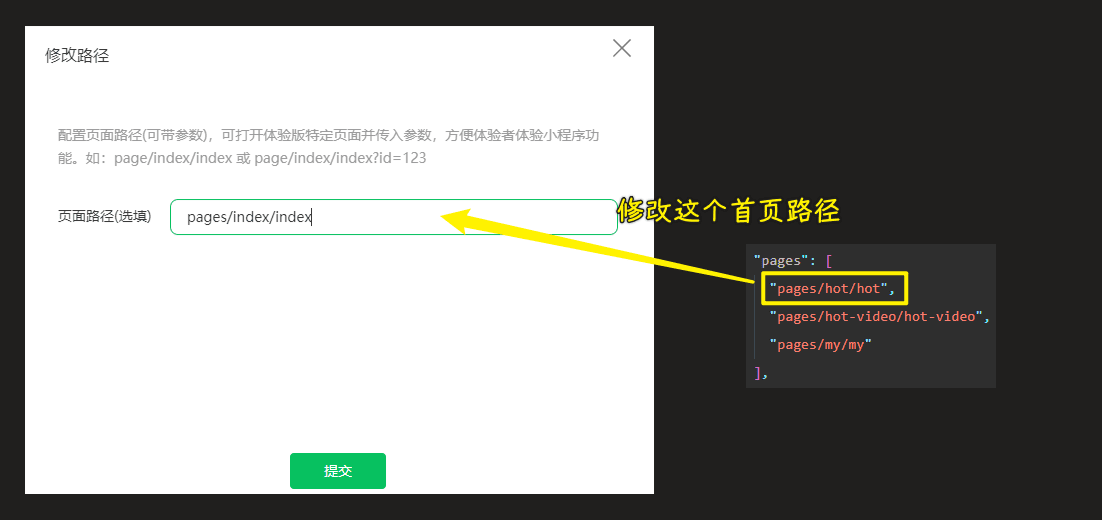 修改路径
配置页面路径(可带参数)，可打开体验版特定页面并传入参数，方便体验者体验小程序功
能。如：page/index/index 或 page/index/index?id=123
页面路径(选填)
pages/index/index
修改这个首页路径
"pages": [
"pages/hot/hot",
"pages/hot-video/hot-video",
"pages/my/my"
],
提交